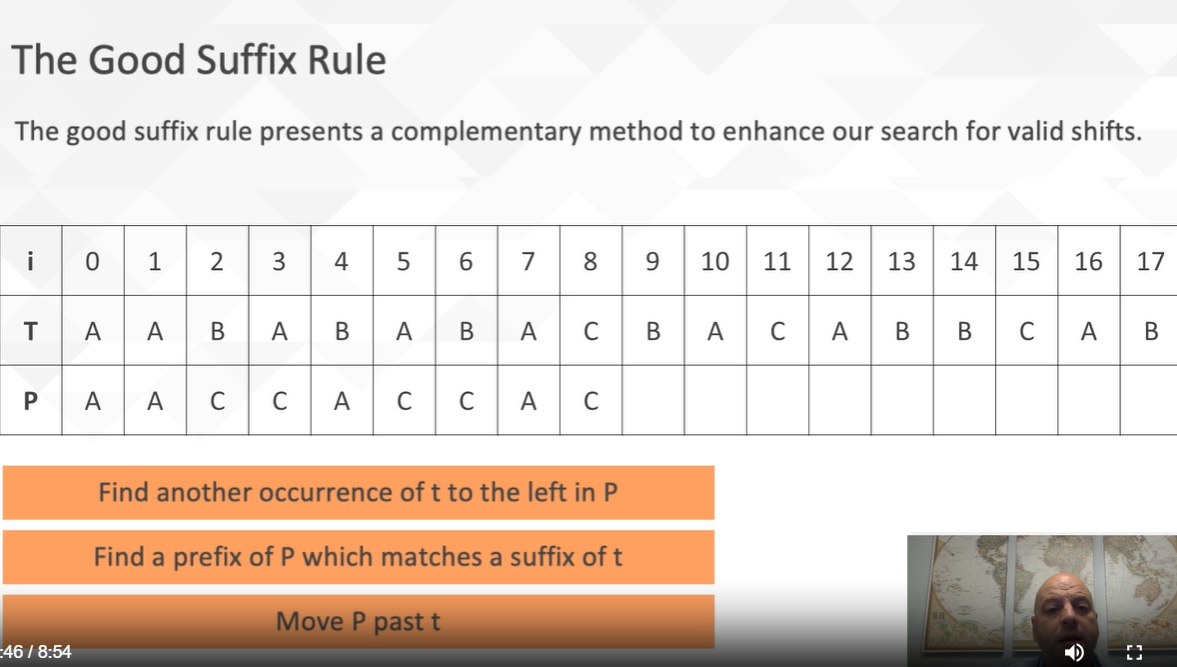 The Good Suffix Rule
The good suffix rule presents a complementary method to enhance our search for valid shifts.
i 0 1 2 3 4 5 6 7 8 9 10 11 12 13 14 15 16 17
T A A B A B A B A C B A C A B B C A B
P A A C C A C C A C
Find another occurrence of t to the left in P
Find a prefix of P which matches a suffix of t
Move P past t
:46 / 8:54